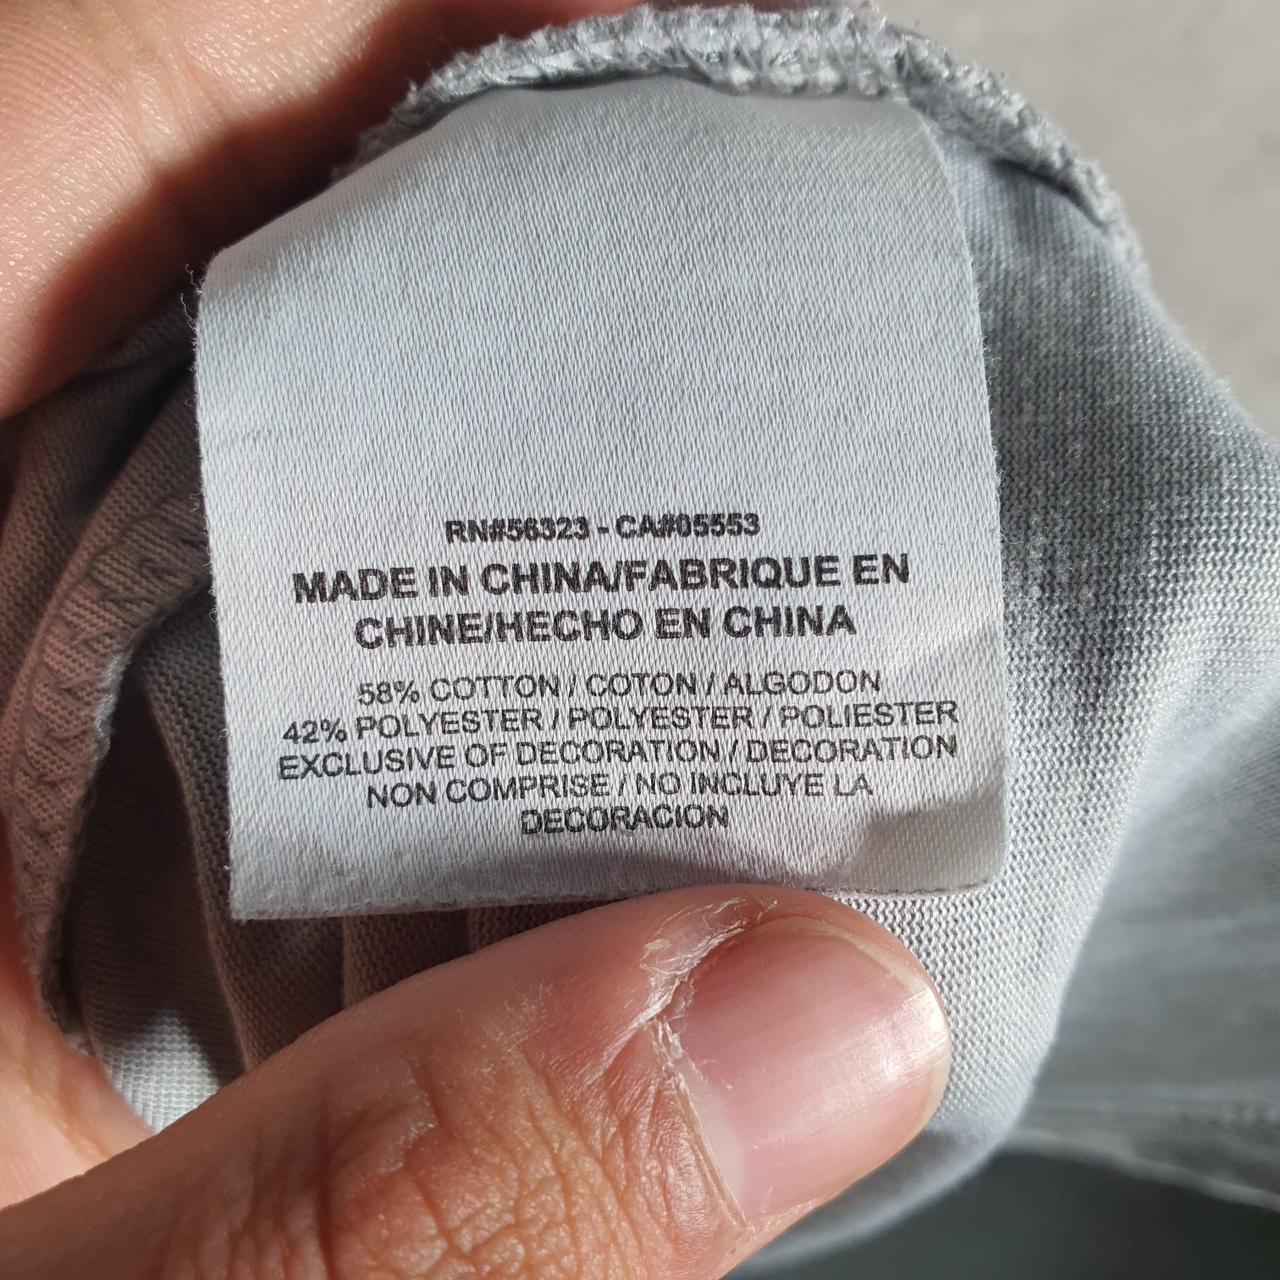 RN#56323 - CA#05553
MADE IN CHINA/FABRIQUE EN
CHINE/HECHO EN CHINA
58% COTTON / COTON / ALGODON
42% POLYESTER / POLYESTER / POLIESTER
EXCLUSIVE OF DECORATION / DECORATION
NON COMPRISE / NO INCLUYE LA
DECORACION